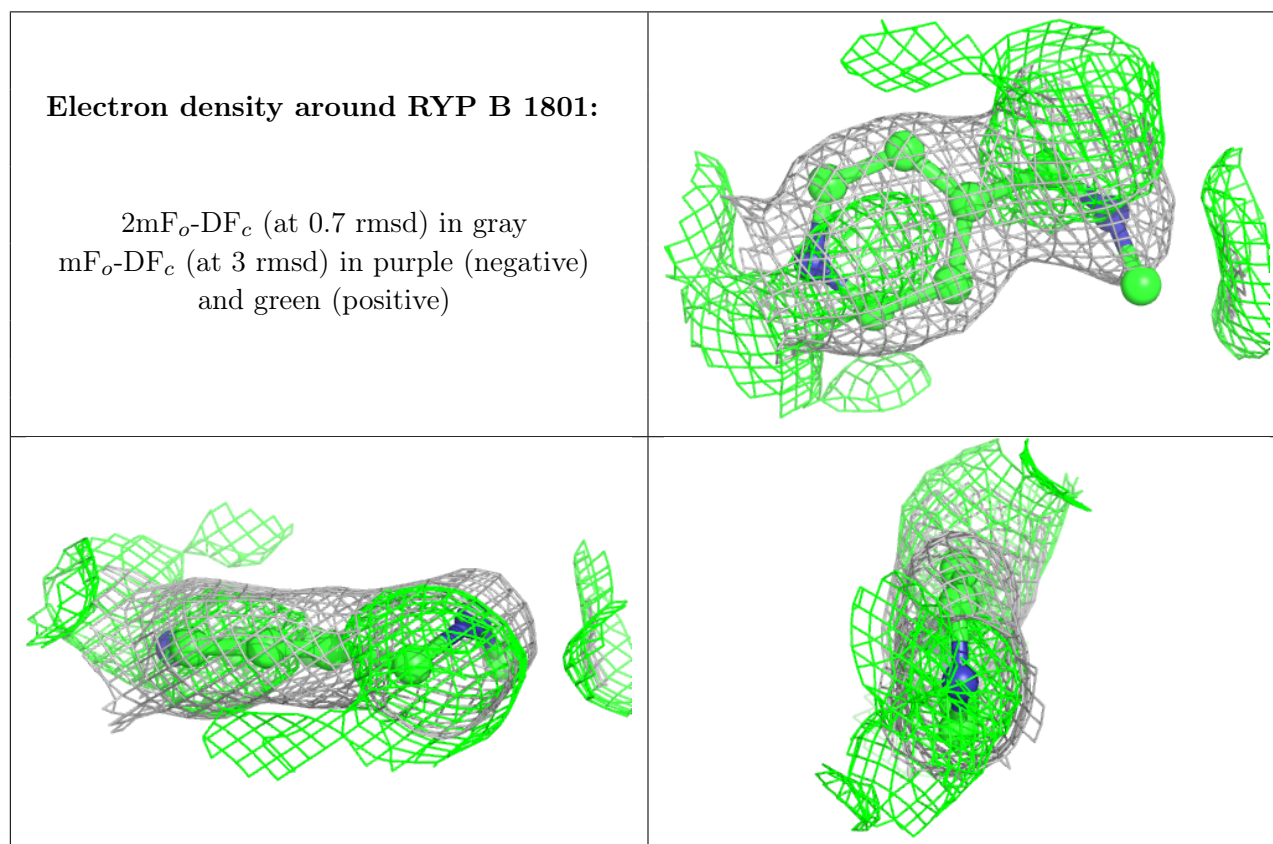 Electron density around RYP B 1801:
2mFₒ-DF𝑐 (at 0.7 rmsd) in gray
mFₒ-DF𝑐 (at 3 rmsd) in purple (negative)
and green (positive)